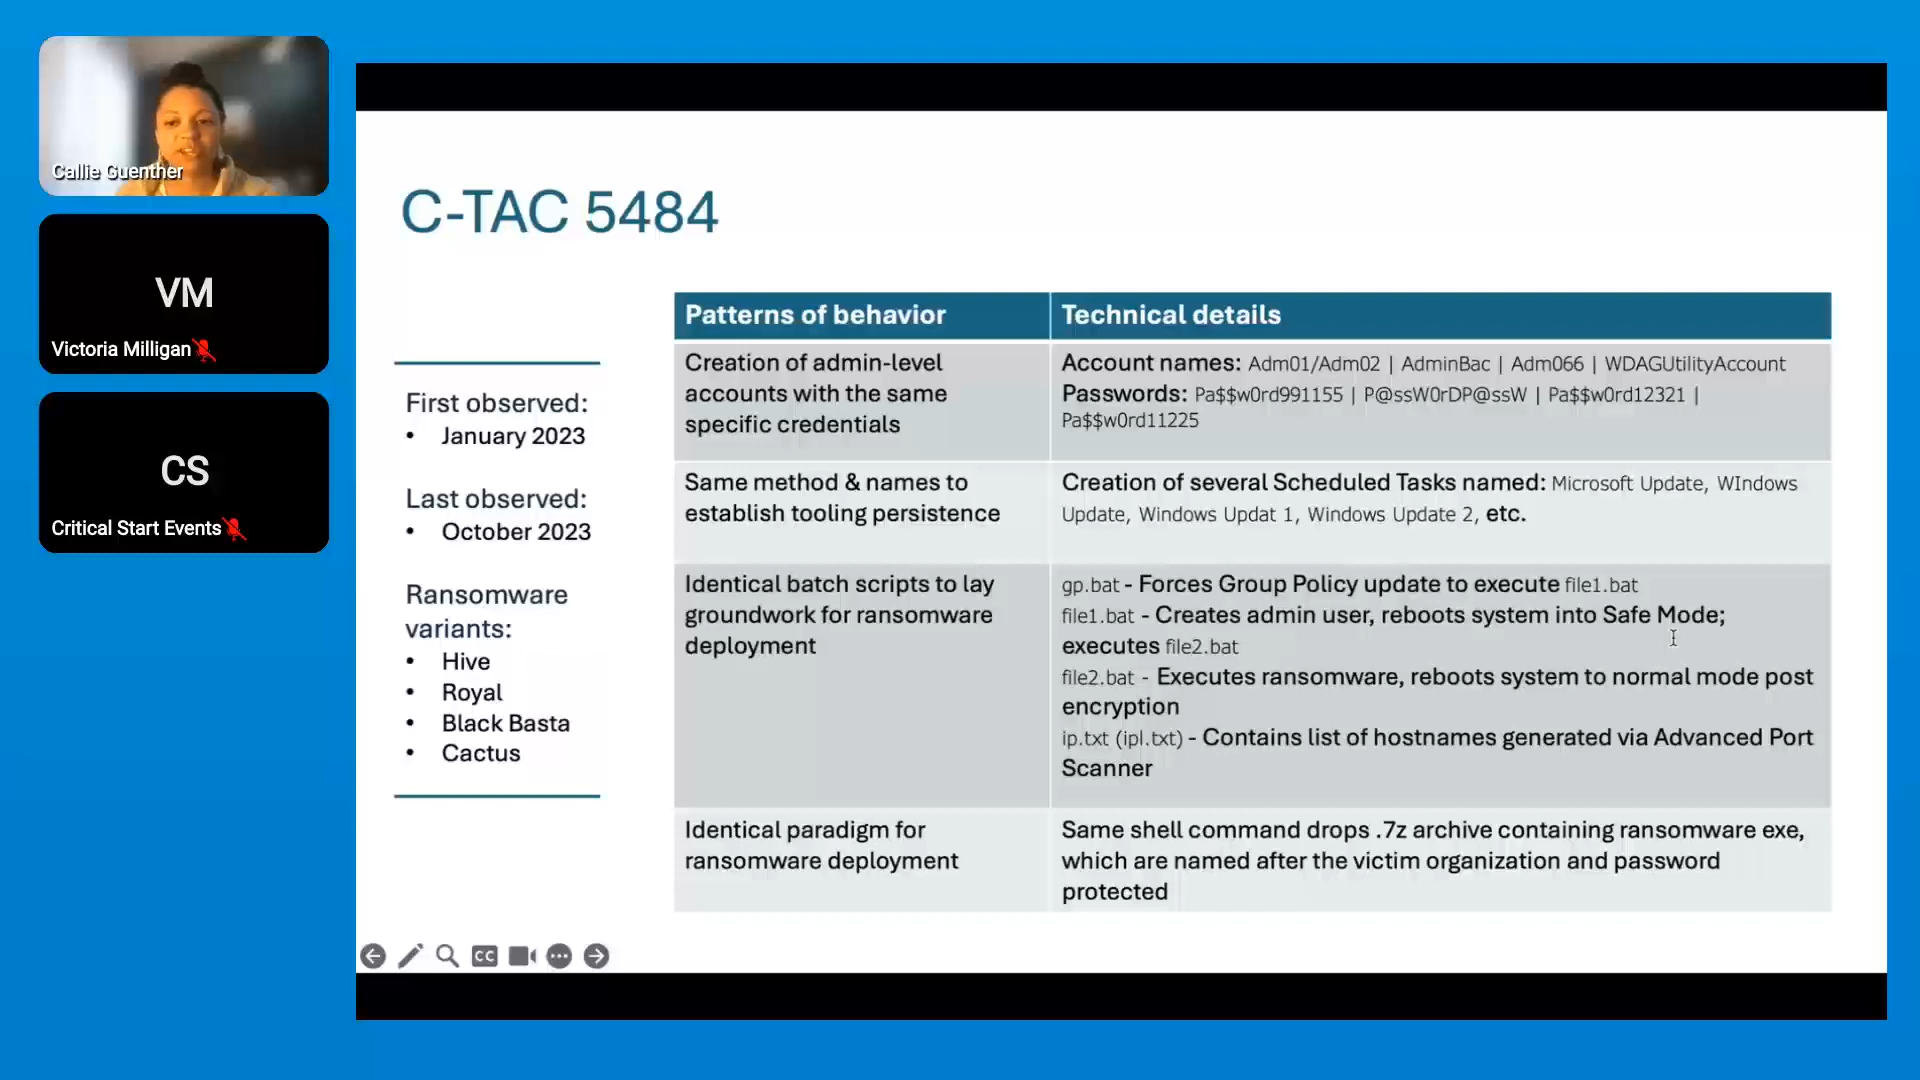 Callie Guenther
VM
Victoria Milligan
CS
Critical Start Events
C-TAC 5484
First observed:
• January 2023
Last observed:
• October 2023
Ransomware
variants:
• Hive
• Royal
• Black Basta
• Cactus
Patterns of behavior
Technical details
Creation of admin-level
accounts with the same
specific credentials
Account names: Adm01/Adm02 | AdminBac | Adm066 | WDAGUtilityAccount
Passwords: Pa$$w0rd991155 | P@ssW0rDP@ssW | Pa$$w0rd12321 |
Pa$$w0rd11225
Same method & names to
establish tooling persistence
Creation of several Scheduled Tasks named: Microsoft Update, WIndows
Update, Windows Updat 1, Windows Update 2, etc.
Identical batch scripts to lay
groundwork for ransomware
deployment
gp.bat - Forces Group Policy update to execute file1.bat
file1.bat - Creates admin user, reboots system into Safe Mode;
executes file2.bat
file2.bat - Executes ransomware, reboots system to normal mode post
encryption
ip.txt (ipl.txt) - Contains list of hostnames generated via Advanced Port
Scanner
Identical paradigm for
ransomware deployment
Same shell command drops .7z archive containing ransomware exe,
which are named after the victim organization and password
protected
CC